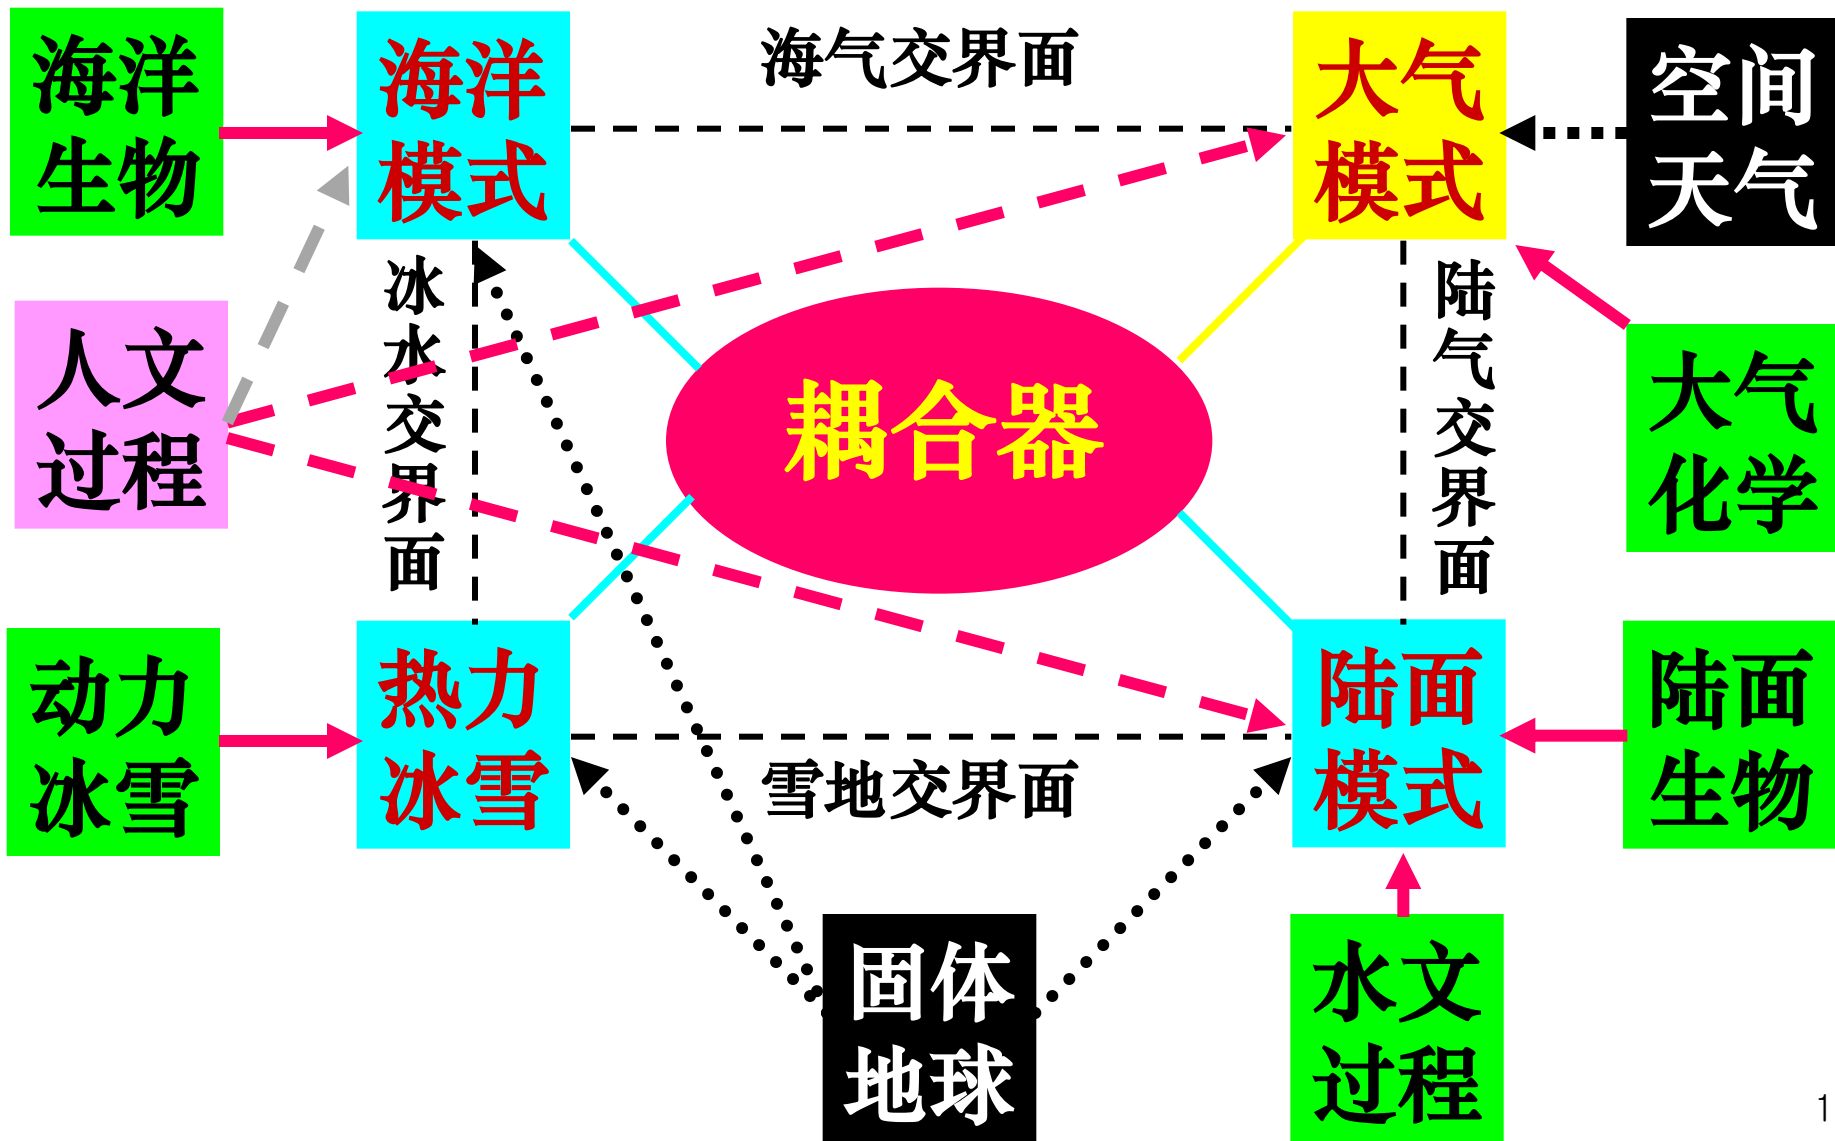 海洋
生物
海洋
模式
海气交界面
大气
模式
空间
天气
人文
过程
冰水交界面
耦合器
陆气交界面
大气
化学
动力
冰雪
热力
冰雪
雪地交界面
陆面
模式
陆面
生物
固体
地球
水文
过程
1